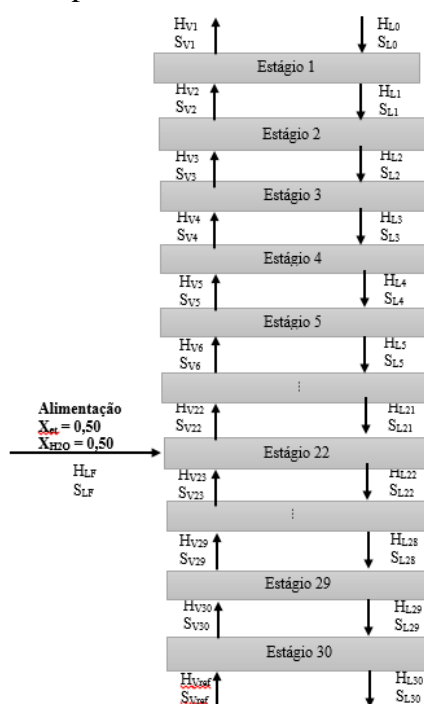 HV1 HL0
SV1 SL0
Estágio 1
HV2 HL1
SV2 SL1
Estágio 2
HV3 HL2
SV3 SL2
Estágio 3
HV4 HL3
SV4 SL3
Estágio 4
HV5 HL4
SV5 SL4
Estágio 5
HV6 HL5
SV6 SL5
⋮
Alimentação
Xet = 0,50
XH2O = 0,50
HLF
SLF
HV22 HL21
SV22 SL21
Estágio 22
HV23 HL22
SV23 SL22
⋮
HV29 HL28
SV29 SL28
Estágio 29
HV30 HL29
SV30 SL29
Estágio 30
HVref HL30
SVref SL30